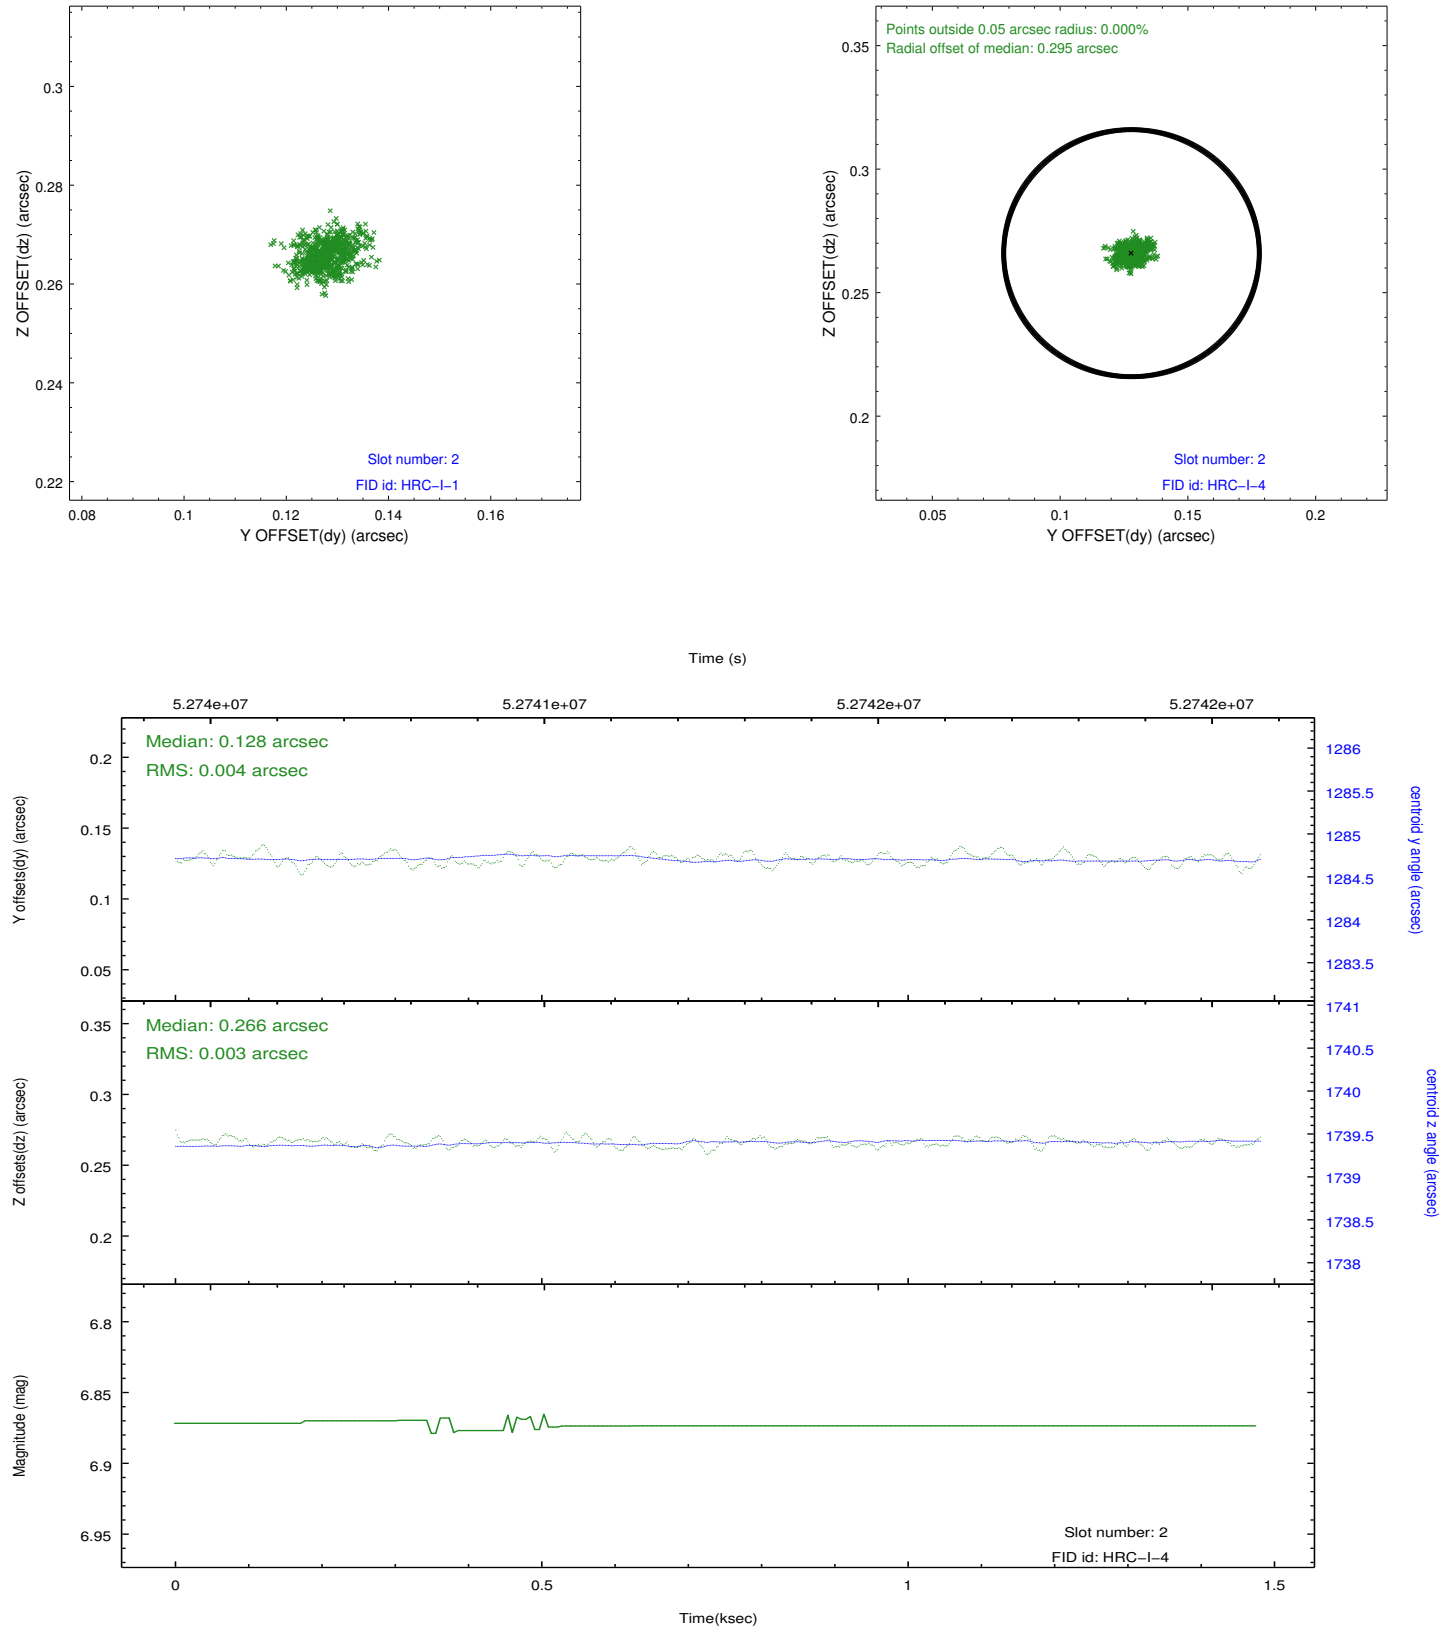 0.3
0.28
0.26
0.24
0.22
Z OFFSET(dz) (arcsec)
Slot number: 2
FID id: HRC−I−1
0.08
0.1
0.12
0.14
0.16
Y OFFSET(dy) (arcsec)
Points outside 0.05 arcsec radius: 0.000%
Radial offset of median: 0.295 arcsec
0.35
0.3
0.25
0.2
Z OFFSET(dz) (arcsec)
Slot number: 2
FID id: HRC−I−4
0.05
0.1
0.15
0.2
Y OFFSET(dy) (arcsec)
Time (s)
5.274e+07
5.2741e+07
5.2742e+07
5.2742e+07
Median: 0.128 arcsec
RMS: 0.004 arcsec
0.2
0.15
0.1
0.05
Y offsets(dy) (arcsec)
1286
1285.5
1285
1284.5
1284
1283.5
centroid y angle (arcsec)
Median: 0.266 arcsec
RMS: 0.003 arcsec
0.35
0.3
0.25
0.2
Z offsets(dz) (arcsec)
1741
1740.5
1740
1739.5
1739
1738.5
1738
centroid z angle (arcsec)
6.8
6.85
6.9
6.95
Magnitude (mag)
Slot number: 2
FID id: HRC−I−4
0
0.5
1
1.5
Time(ksec)